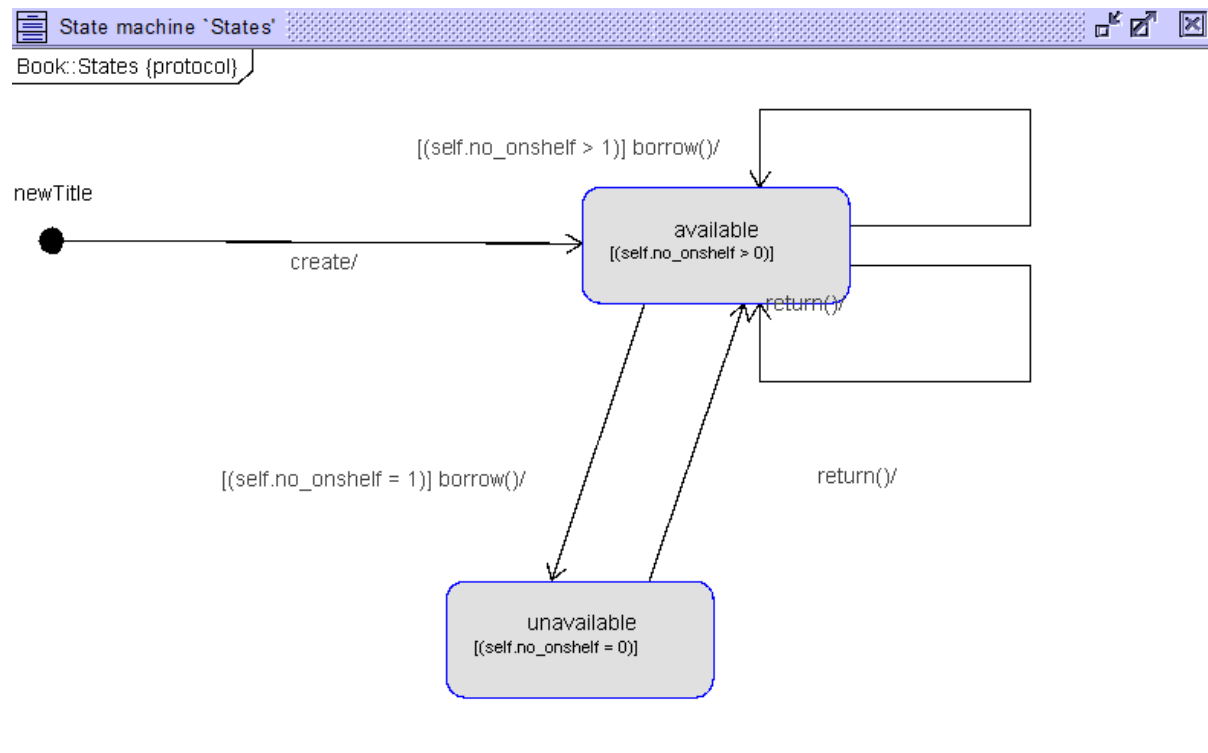 State machine `States'
Book::States {protocol}
[(self.no_onshelf > 1)] borrow()/
newTitle
available
[(self.no_onshelf > 0)]
create/
return()/
[(self.no_onshelf = 1)] borrow()/
return()/
unavailable
[(self.no_onshelf = 0)]